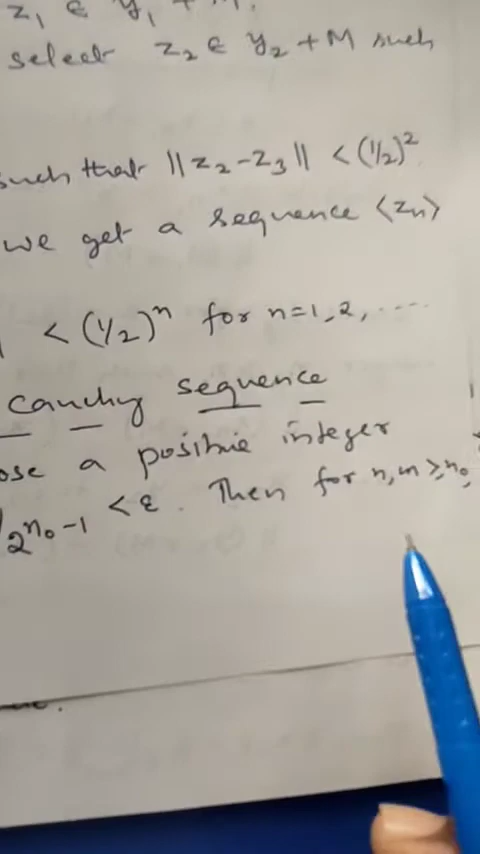 z₁ ∈ y₁ + M.
select z₂ ∈ y₂ + M such
such that ||z₂ - z₃|| < (1/2)²
we get a sequence <zₙ>
| < (1/2)ⁿ for n=1,2,....
cauchy sequence
ose a positive integer
/2^{n₀-1} < ε. Then for n,m ≥ n₀,